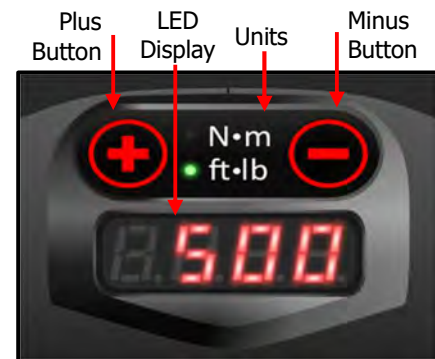 Plus Button
LED Display
Units
Minus Button
N•m
ft•lb
500